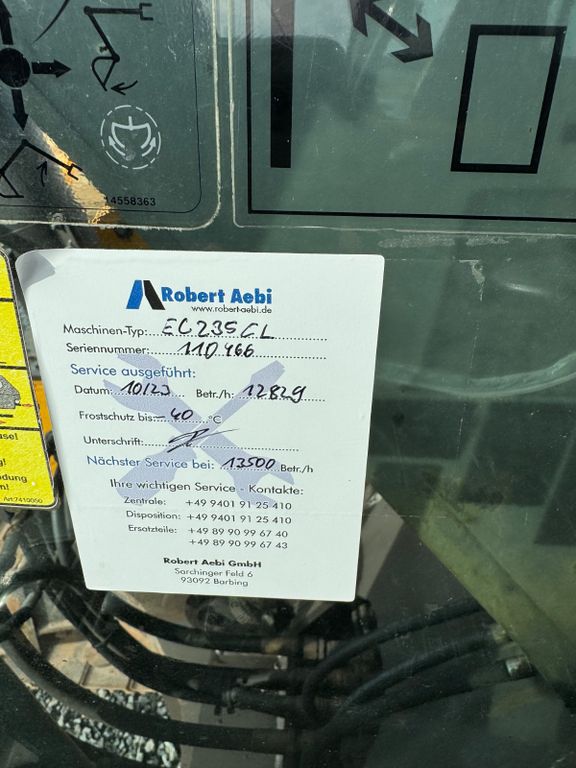 14558363
Robert Aebi
www.robert-aebi.de
Maschinen-Typ: EC235CL
Seriennummer: 110466
Service ausgeführt:
Datum: 10/23 Betr./h: 12829
Frostschutz bis: -40 °C
Unterschrift:
Nächster Service bei: 13500 Betr./h
Ihre wichtigen Service - Kontakte:
Zentrale: +49 9401 91 25 410
Disposition: +49 9401 91 25 410
Ersatzteile: +49 89 90 99 67 40
+49 89 90 99 67 43
Robert Aebi GmbH
Sarchinger Feld 6
93092 Barbing
Art:7410050